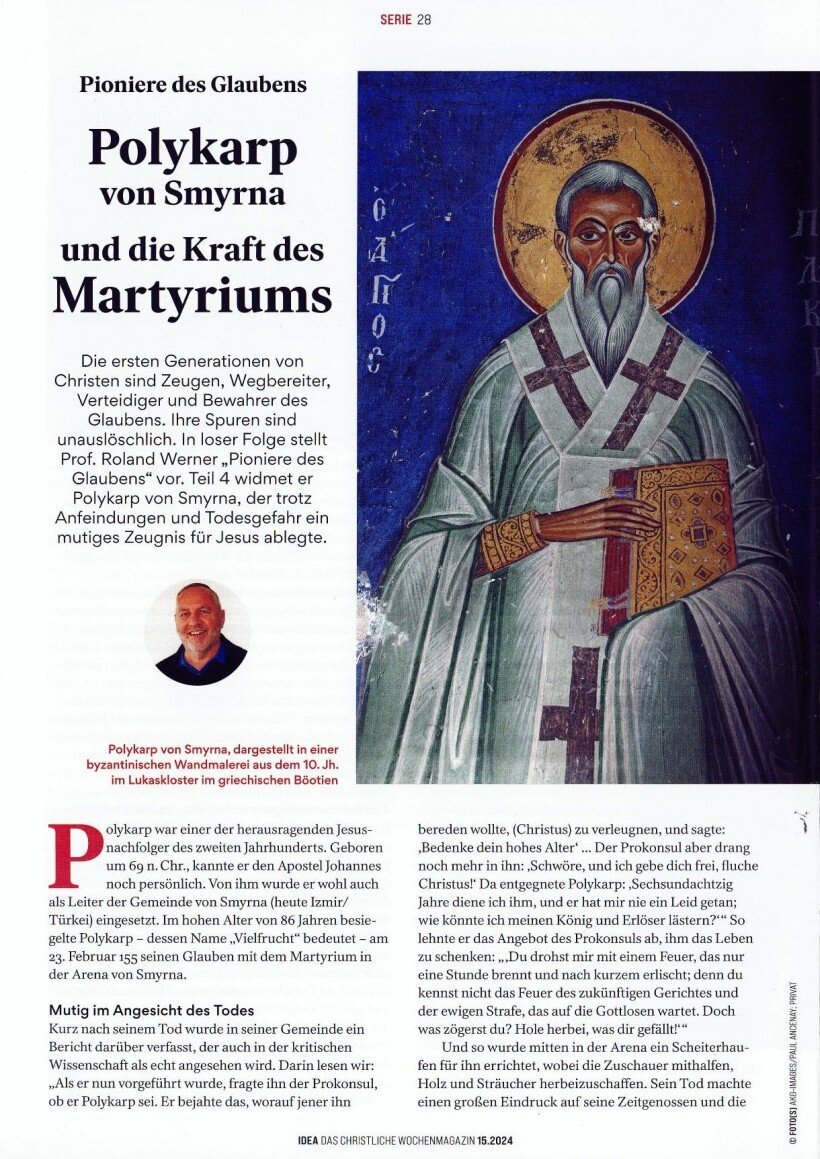 SERIE 28
Pioniere des Glaubens
Polykarp
von Smyrna
und die Kraft des
Martyriums
Die ersten Generationen von
Christen sind Zeugen, Wegbereiter,
Verteidiger und Bewahrer des
Glaubens. Ihre Spuren sind
unauslöschlich. In loser Folge stellt
Prof. Roland Werner „Pioniere des
Glaubens“ vor. Teil 4 widmet er
Polykarp von Smyrna, der trotz
Anfeindungen und Todesgefahr ein
mutiges Zeugnis für Jesus ablegte.
Polykarp von Smyrna, dargestellt in einer
byzantinischen Wandmalerei aus dem 10. Jh.
im Lukaskloster im griechischen Böotien
Polykarp war einer der herausragenden Jesus-
nachfolger des zweiten Jahrhunderts. Geboren
um 69 n. Chr., kannte er den Apostel Johannes
noch persönlich. Von ihm wurde er wohl auch
als Leiter der Gemeinde von Smyrna (heute Izmir/
Türkei) eingesetzt. Im hohen Alter von 86 Jahren besie-
gelte Polykarp – dessen Name „Vielfrucht“ bedeutet – am
23. Februar 155 seinen Glauben mit dem Martyrium in
der Arena von Smyrna.
Mutig im Angesicht des Todes
Kurz nach seinem Tod wurde in seiner Gemeinde ein
Bericht darüber verfasst, der auch in der kritischen
Wissenschaft als echt angesehen wird. Darin lesen wir:
„Als er nun vorgeführt wurde, fragte ihn der Prokonsul,
ob er Polykarp sei. Er bejahte das, worauf jener ihn
bereden wollte, (Christus) zu verleugnen, und sagte:
‚Bedenke dein hohes Alter‘ ... Der Prokonsul aber drang
noch mehr in ihn: ‚Schwöre, und ich gebe dich frei, fluche
Christus!‘ Da entgegnete Polykarp: ‚Sechsundachtzig
Jahre diene ich ihm, und er hat mir nie ein Leid getan;
wie könnte ich meinen König und Erlöser lästern?‘“ So
lehnte er das Angebot des Prokonsuls ab, ihm das Leben
zu schenken: „‚Du drohst mir mit einem Feuer, das nur
eine Stunde brennt und nach kurzem erlischt; denn du
kennst nicht das Feuer des zukünftigen Gerichtes und
der ewigen Strafe, das auf die Gottlosen wartet. Doch
was zögerst du? Hole herbei, was dir gefällt!‘“
Und so wurde mitten in der Arena ein Scheiterhau-
fen für ihn errichtet, wobei die Zuschauer mithalfen,
Holz und Sträucher herbeizuschaffen. Sein Tod machte
einen großen Eindruck auf seine Zeitgenossen und die
© FOTO(S) AKG-IMAGES/PAUL ANCENAY; PRIVAT
IDEA DAS CHRISTLICHE WOCHENMAGAZIN 15.2024